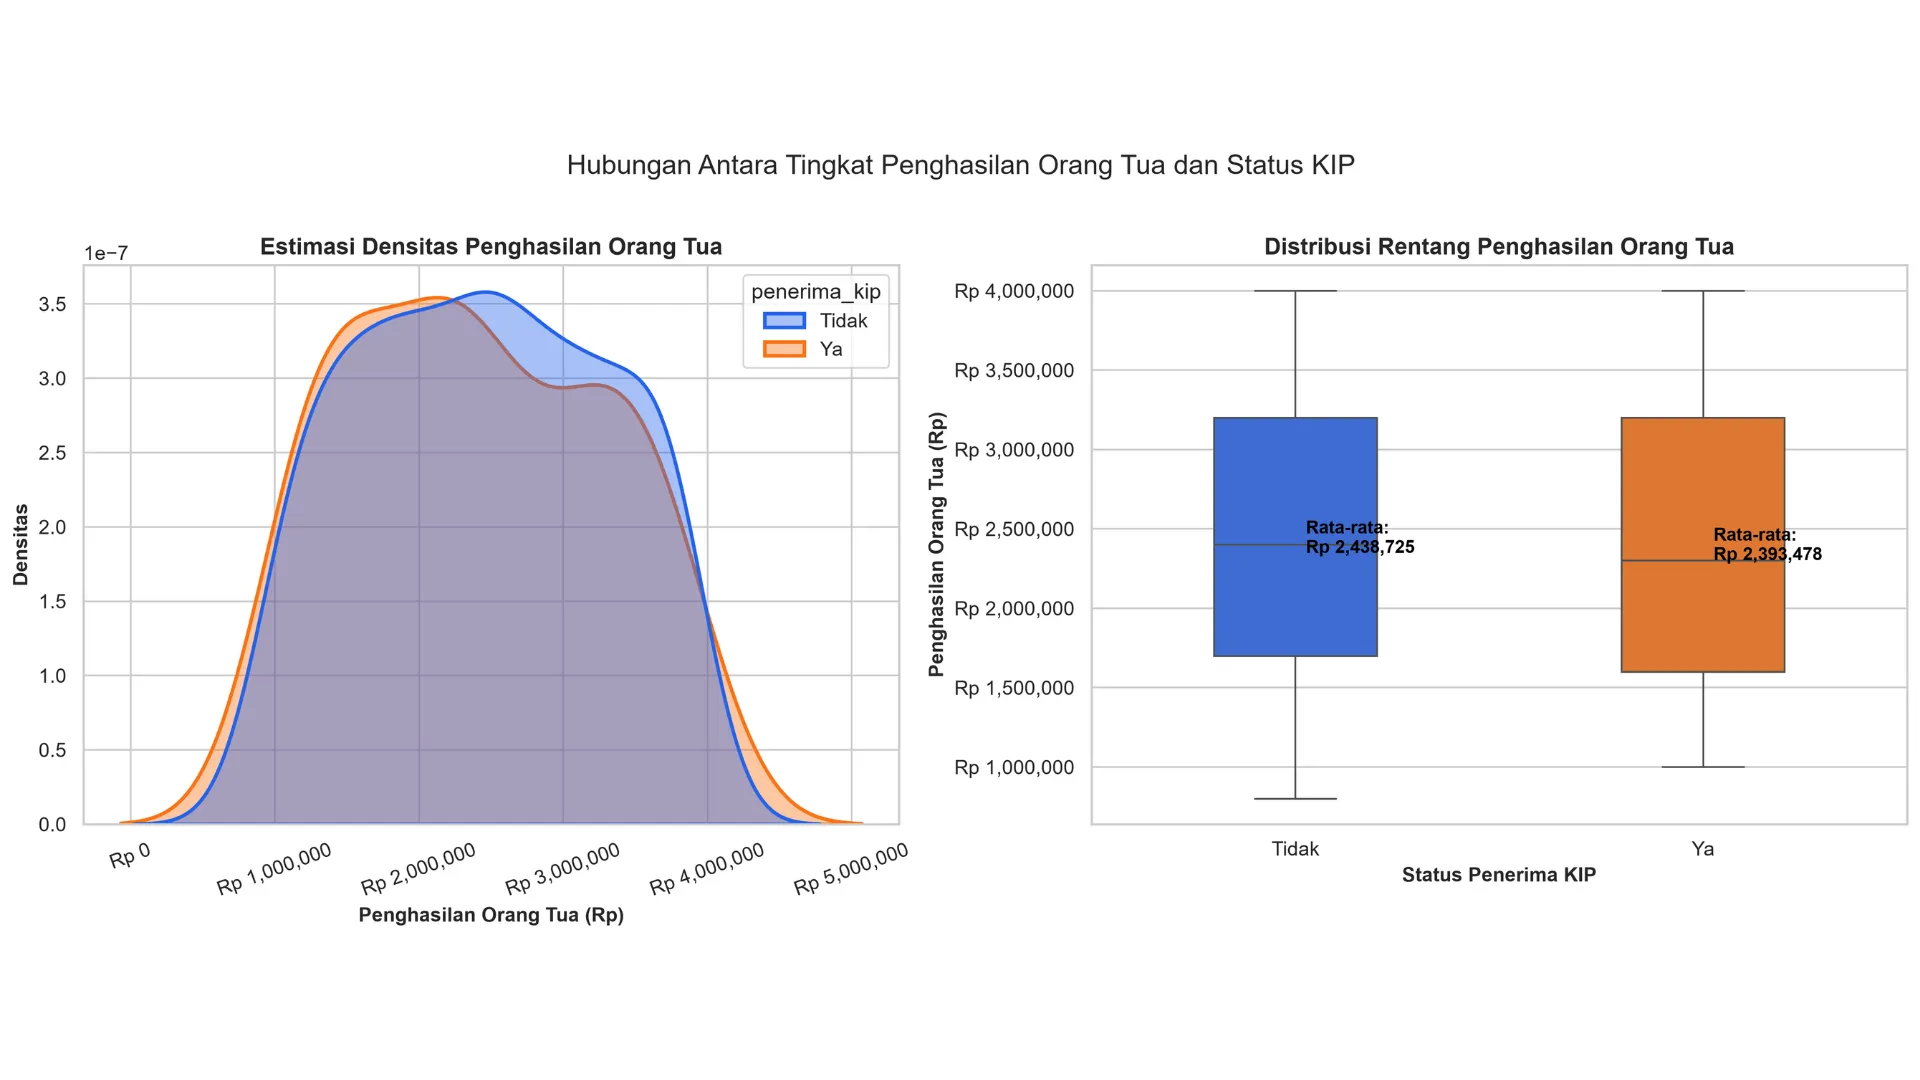 Hubungan Antara Tingkat Penghasilan Orang Tua dan Status KIP
Estimasi Densitas Penghasilan Orang Tua
1e−7
3.5
3.0
2.5
2.0
1.5
1.0
0.5
0.0
Densitas
penerima_kip
Tidak
Ya
Rp 0
Rp 1,000,000
Rp 2,000,000
Rp 3,000,000
Rp 4,000,000
Rp 5,000,000
Penghasilan Orang Tua (Rp)
Distribusi Rentang Penghasilan Orang Tua
Rp 4,000,000
Rp 3,500,000
Rp 3,000,000
Rp 2,500,000
Rp 2,000,000
Rp 1,500,000
Rp 1,000,000
Penghasilan Orang Tua (Rp)
Rata-rata:
Rp 2,438,725
Rata-rata:
Rp 2,393,478
Tidak
Ya
Status Penerima KIP